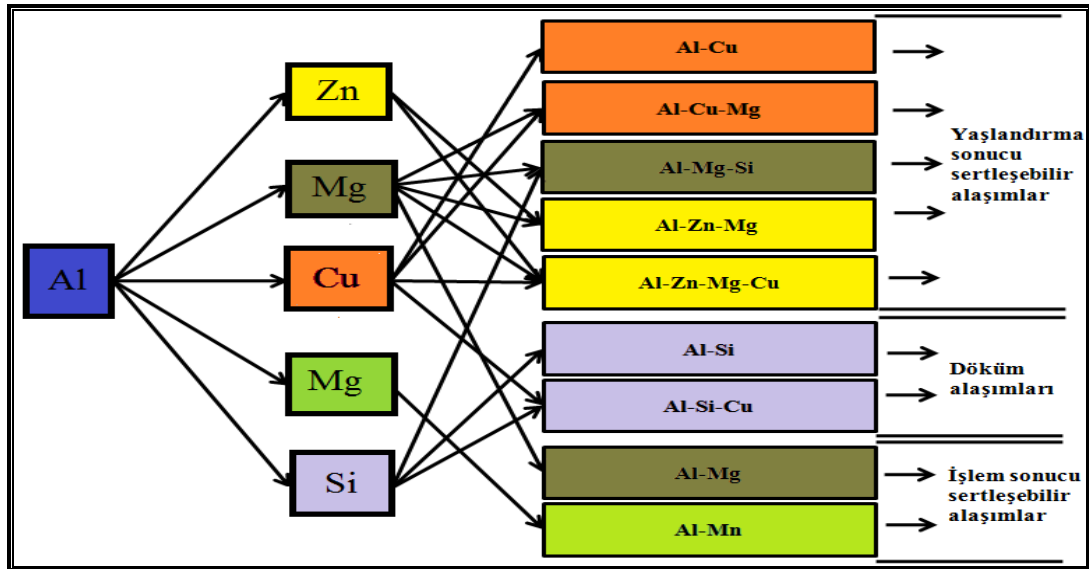 Al
Zn
Mg
Cu
Mg
Si
Al-Cu
Al-Cu-Mg
Al-Mg-Si
Al-Zn-Mg
Al-Zn-Mg-Cu
Al-Si
Al-Si-Cu
Al-Mg
Al-Mn
Yaşlandırma
sonucu
sertleşebilir
alaşımlar
Döküm
alaşımları
İşlem sonucu
sertleşebilir
alaşımlar